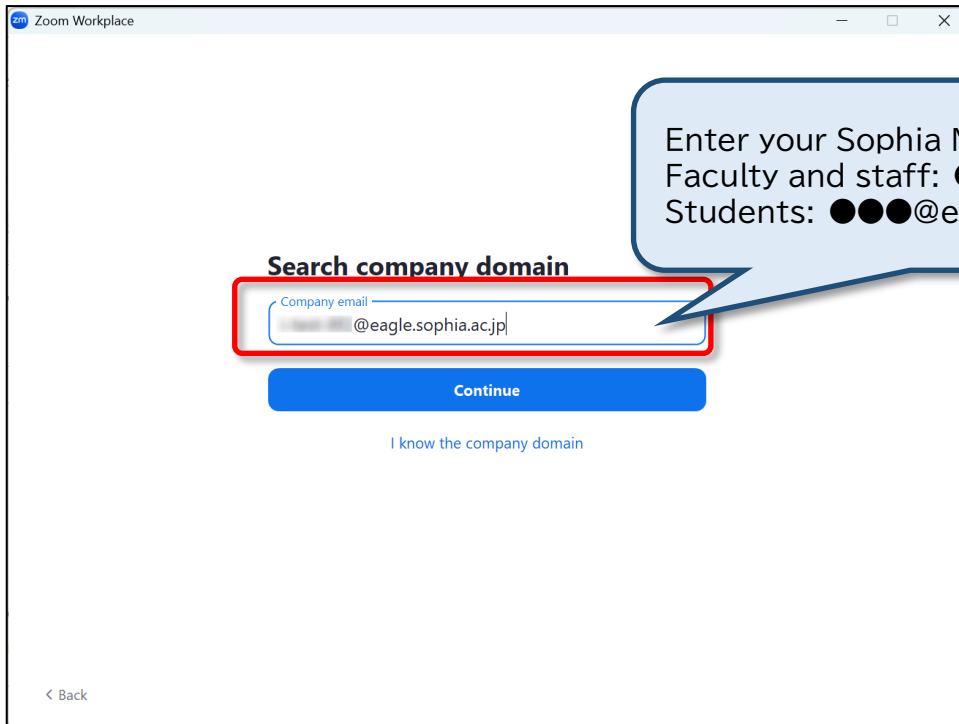 zm Zoom Workplace
Enter your Sophia
Faculty and staff:
Students: ●●●@e
Search company domain
Company email
@eagle.sophia.ac.jp
Continue
I know the company domain
< Back